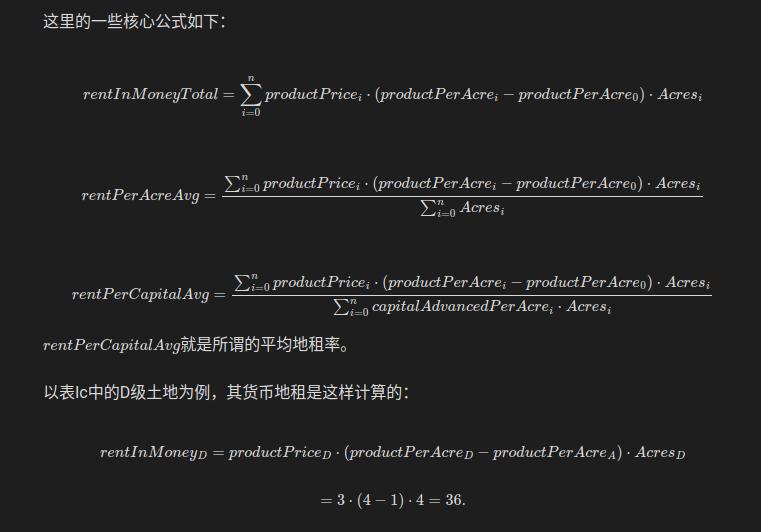 这里的一些核心公式如下：
$rentInMoneyTotal = \sum_{i=0}^{n} productPrice_i \cdot (productPerAcre_i - productPerAcre_0) \cdot Acres_i$
$rentPerAcreAvg = \frac{\sum_{i=0}^{n} productPrice_i \cdot (productPerAcre_i - productPerAcre_0) \cdot Acres_i}{\sum_{i=0}^{n} Acres_i}$
$rentPerCapitalAvg = \frac{\sum_{i=0}^{n} productPrice_i \cdot (productPerAcre_i - productPerAcre_0) \cdot Acres_i}{\sum_{i=0}^{n} capitalAdvancedPerAcre_i \cdot Acres_i}$
$rentPerCapitalAvg$就是所谓的平均地租率。
以表Ic中的D级土地为例，其货币地租是这样计算的：
$rentInMoney_D = productPrice_D \cdot (productPerAcre_D - productPerAcre_A) \cdot Acres_D$
$= 3 \cdot (4 - 1) \cdot 4 = 36.$